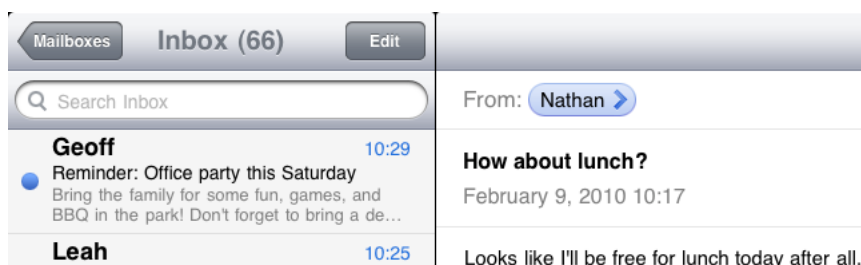 Mailboxes
Inbox (66)
Edit
Search Inbox
Geoff 10:29
Reminder: Office party this Saturday
Bring the family for some fun, games, and
BBQ in the park! Don't forget to bring a de...
Leah 10:25
From: Nathan
How about lunch?
February 9, 2010 10:17
Looks like I'll be free for lunch today after all.